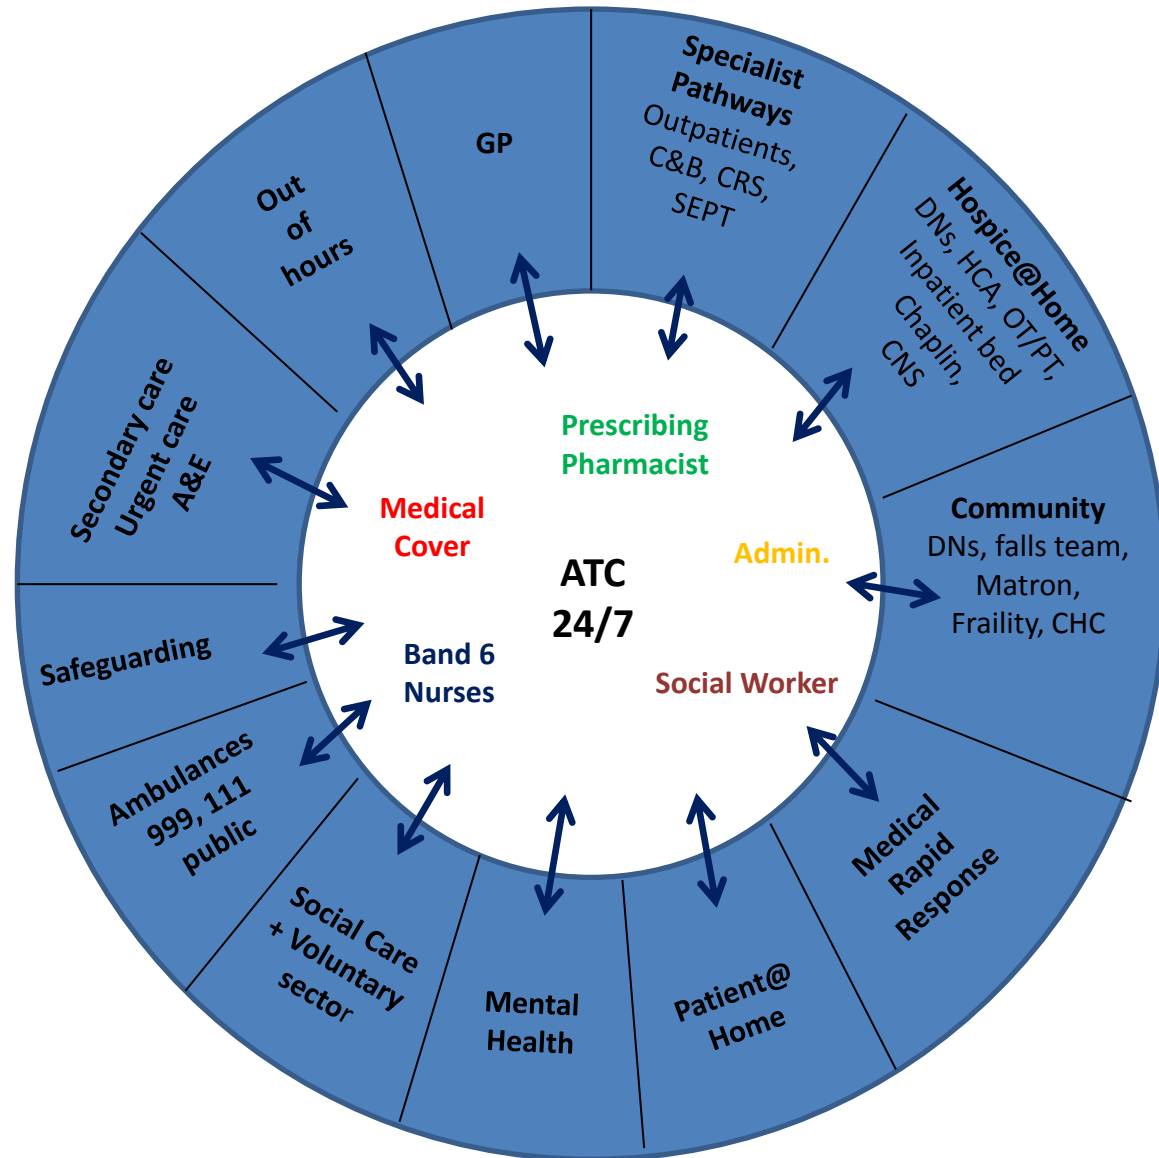 Specialist
Pathways
Outpatients,
C&B, CRS,
SEPT
Hospice@Home
DNs, HCA, OT/PT,
Inpatient bed
Chaplin,
CNS
Community
DNs, falls team,
Matron,
Fraility, CHC
Medical
Rapid
Response
Patient@
Home
Mental
Health
Social Care
+ Voluntary
sector
Ambulances
999, 111
public
Safeguarding
Secondary care
Urgent care
A&E
Out
of
hours
GP
Prescribing
Pharmacist
Medical
Cover
Admin.
ATC
24/7
Band 6
Nurses
Social Worker